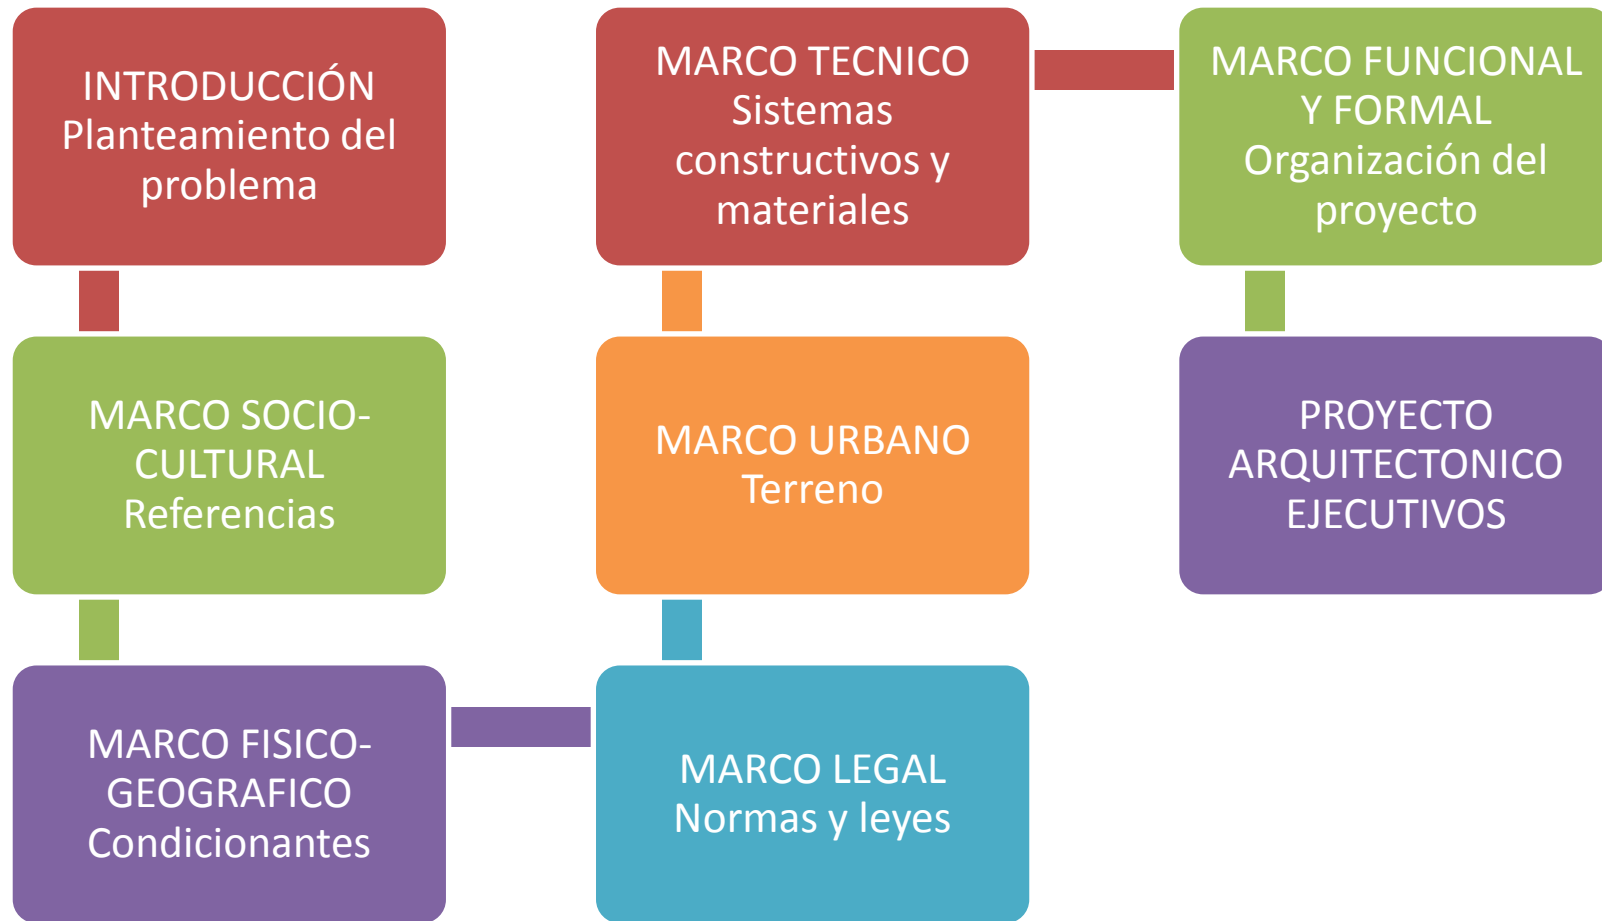 INTRODUCCIÓN
Planteamiento del
problema
MARCO SOCIO-
CULTURAL
Referencias
MARCO FISICO-
GEOGRAFICO
Condicionantes
MARCO LEGAL
Normas y leyes
MARCO URBANO
Terreno
MARCO TECNICO
Sistemas
constructivos y
materiales
MARCO FUNCIONAL
Y FORMAL
Organización del
proyecto
PROYECTO
ARQUITECTONICO
EJECUTIVOS